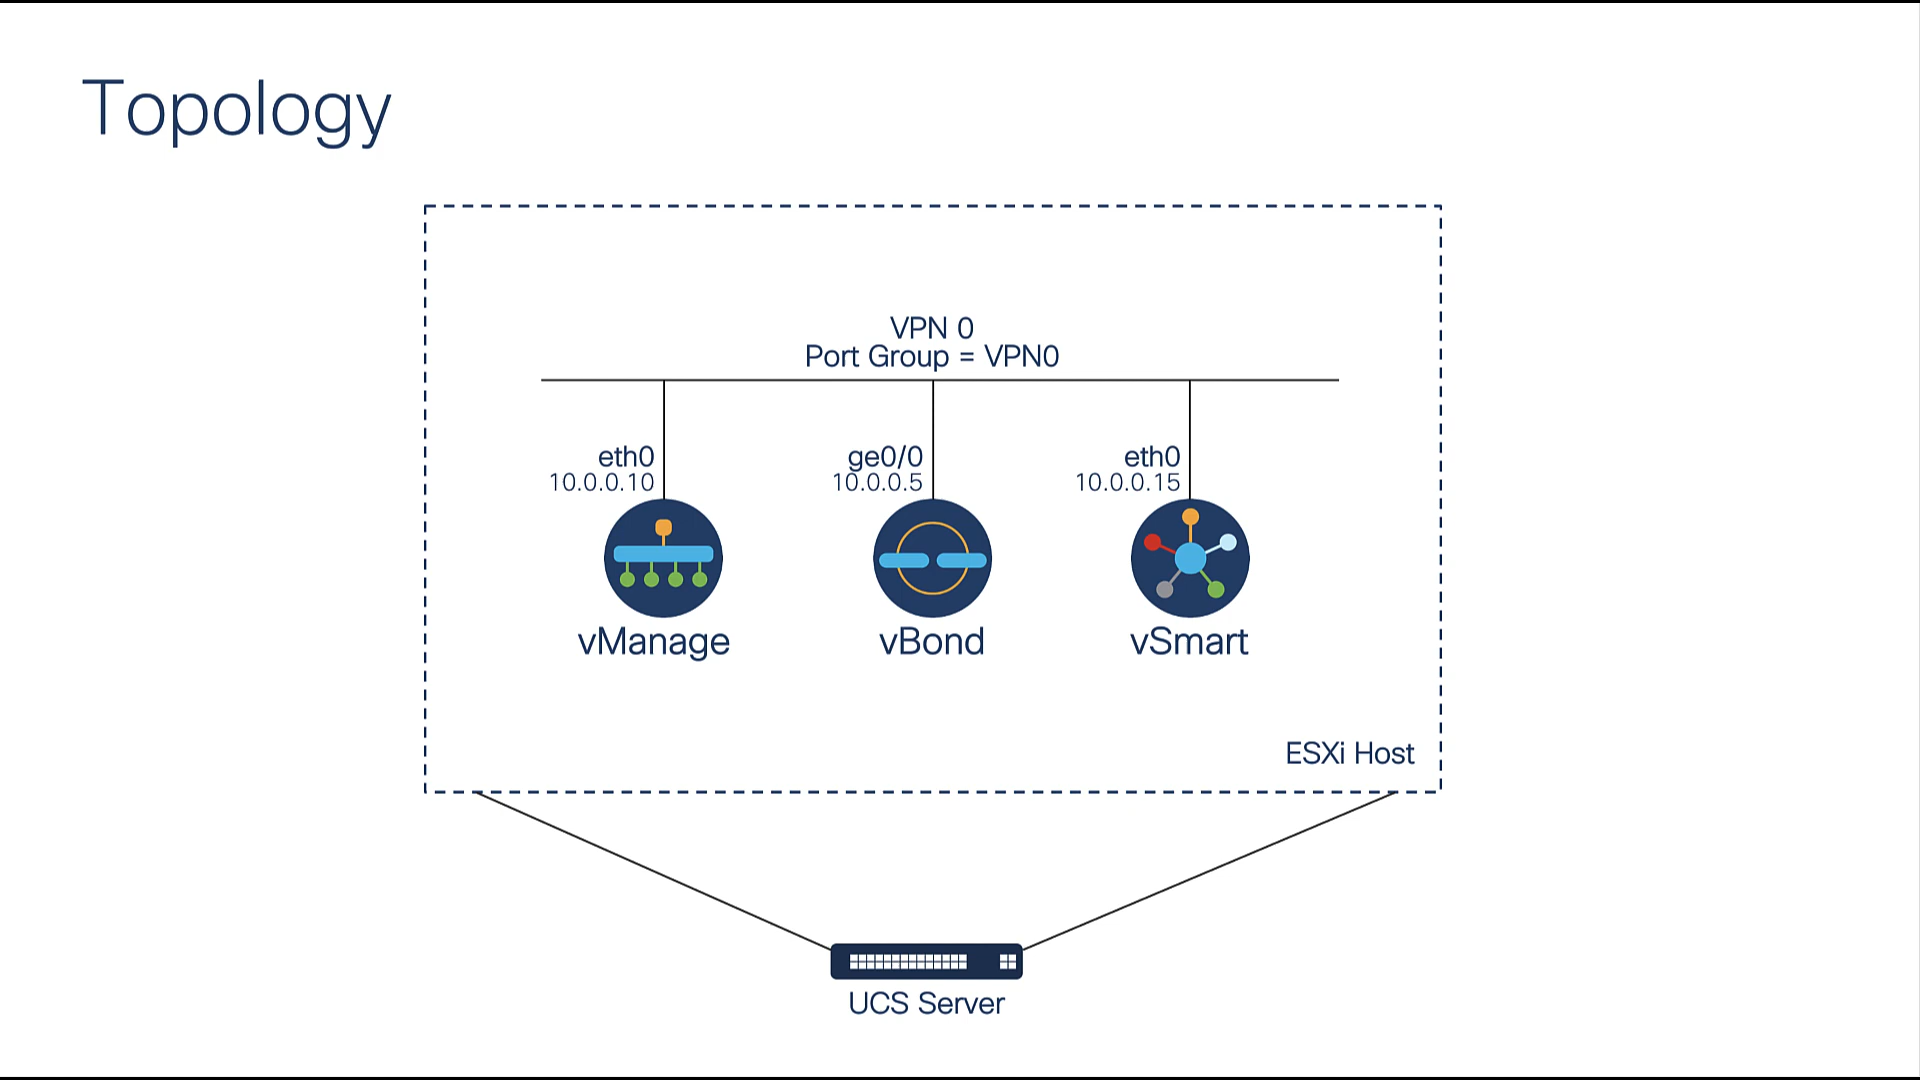 Topology
VPN 0
Port Group = VPN0
eth0
10.0.0.10
ge0/0
10.0.0.5
eth0
10.0.0.15
vManage
vBond
vSmart
ESXi Host
UCS Server